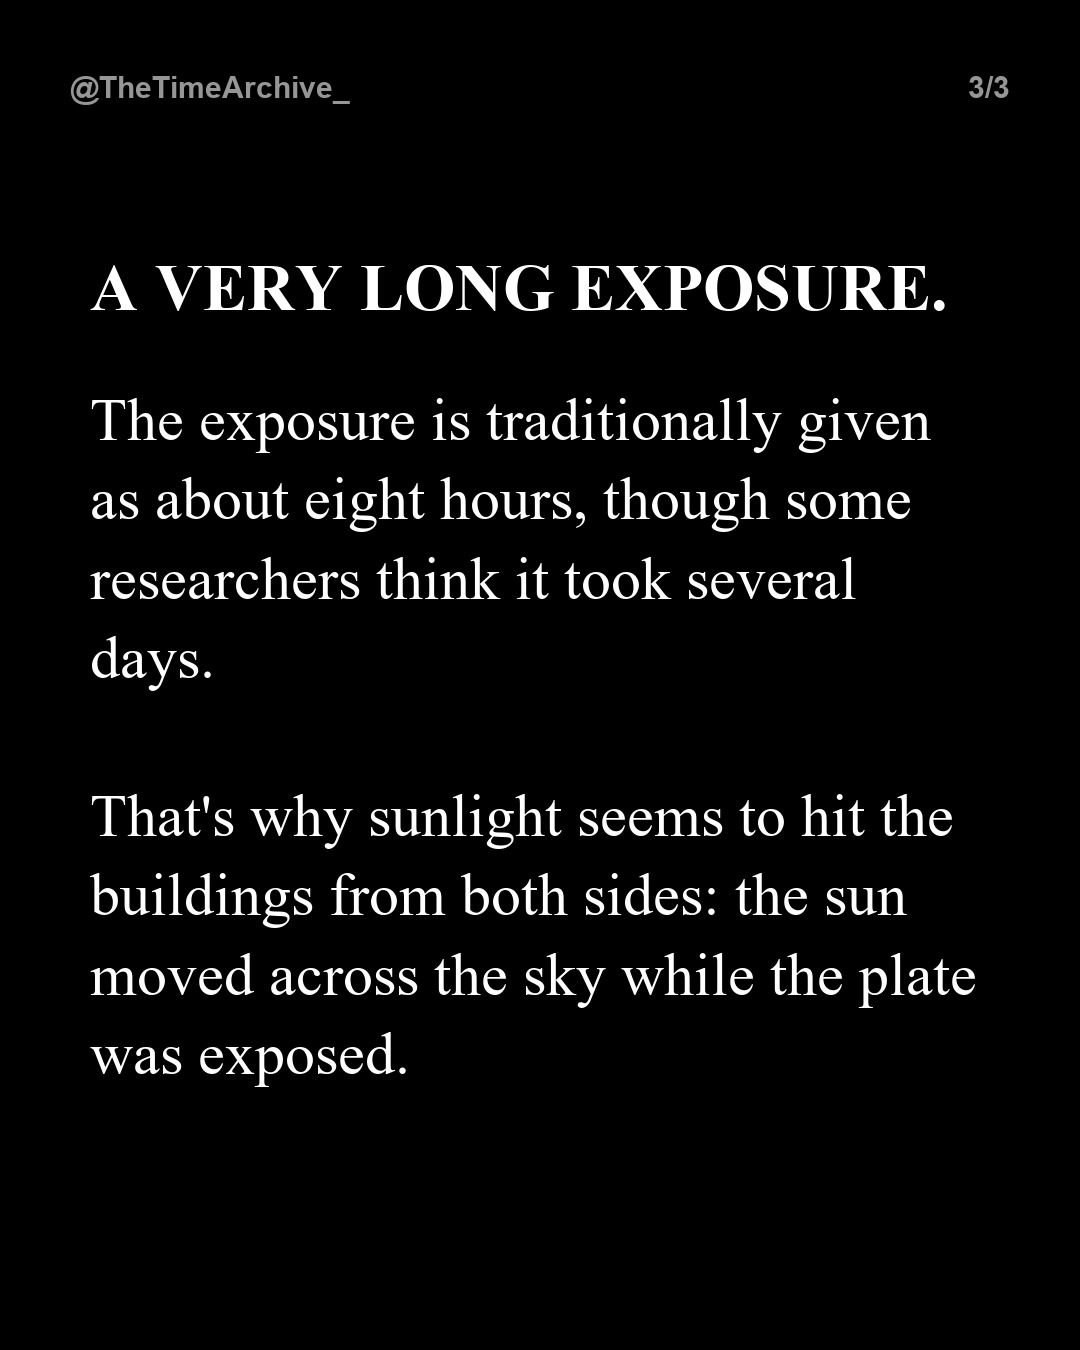 @TheTimeArchive_
3/3
A VERY LONG EXPOSURE.
The exposure is traditionally given
as about eight hours, though some
researchers think it took several
days.
That's why sunlight seems to hit the
buildings from both sides: the sun
moved across the sky while the plate
was exposed.